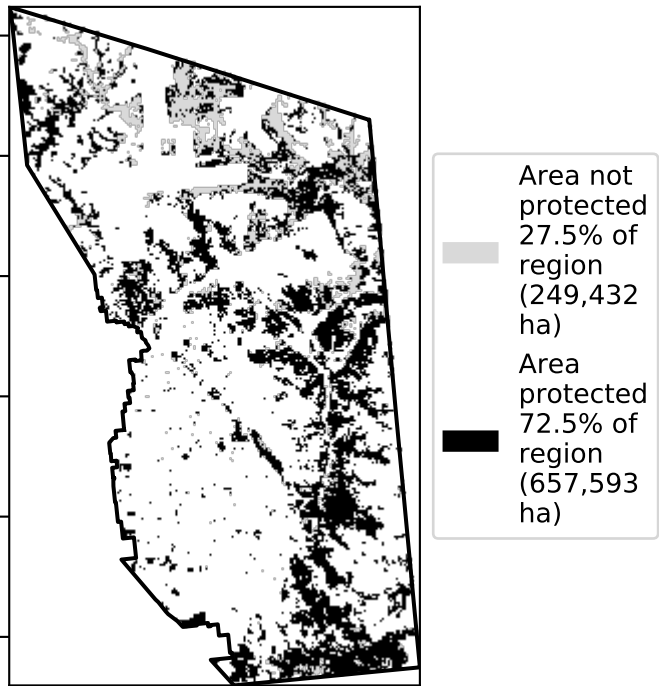 Area not
protected
27.5% of
region
(249,432
ha)
Area
protected
72.5% of
region
(657,593
ha)